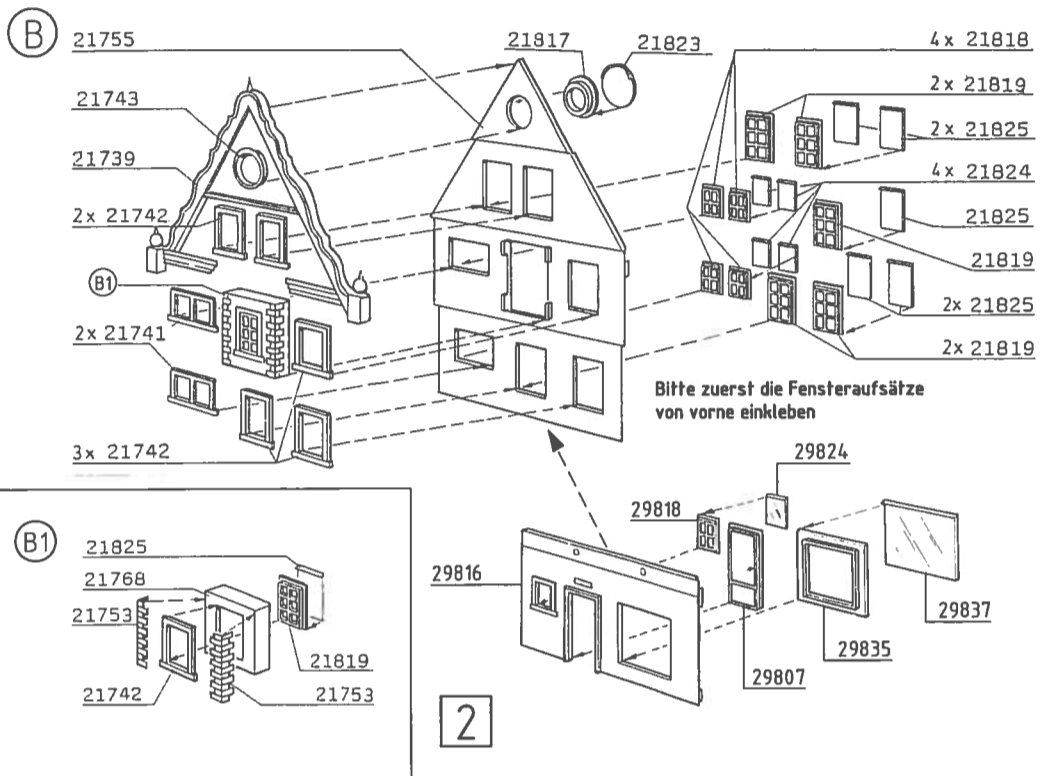 B
21755
21817
21823
4x 21818
21743
2x 21819
2x 21825
21739
4x 21824
2x 21742
21825
B1
21819
2x 21741
2x 21825
2x 21819
Bitte zuerst die Fensteraufsätze
von vorne einkleben
3x 21742
29824
29818
B1
21825
21768
29816
21753
29837
21819
29835
21742
21753
29807
2